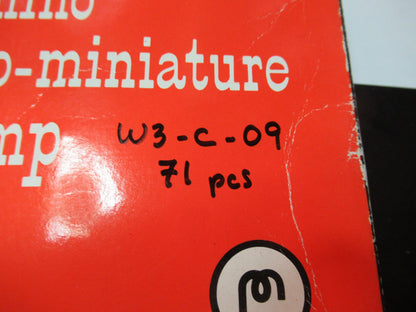 o-miniature
mp
W3-C-09
71 pcs